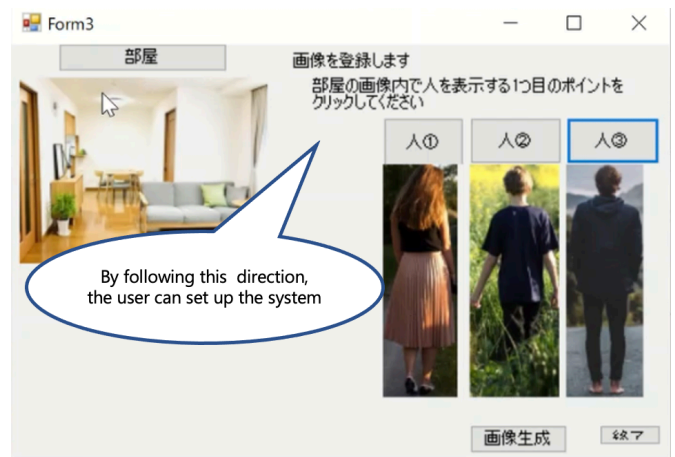 Form3
部屋
画像を登録します
部屋の画像内で人を表示する1つ目のポイントを
クリックしてください
人① 人② 人③
By following this direction,
the user can set up the system
画像生成 終了